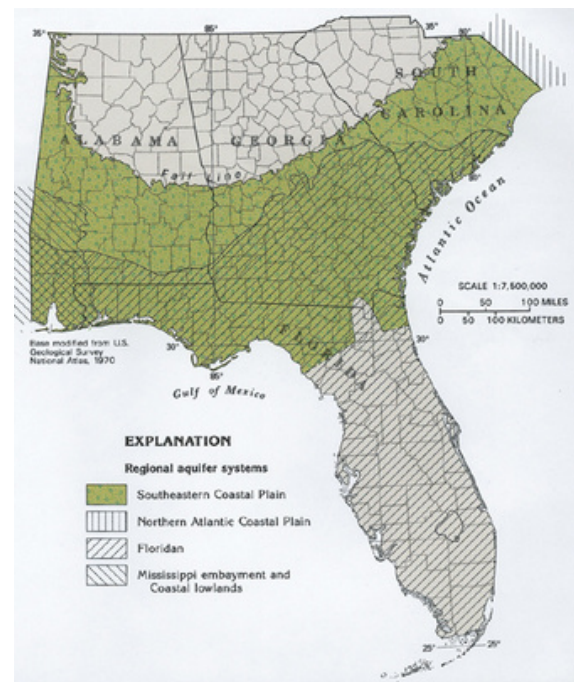 35°
85°
35°
80°
SOUTH
CAROLINA
ALABAMA
GEORGIA
Fall Line
Atlantic Ocean
SCALE 1:7,500,000
0 50 100 MILES
0 50 100 KILOMETERS
Base modified from U.S.
Geological Survey
National Atlas, 1970
30°
30°
FLORIDA
85°
Gulf of Mexico
EXPLANATION
Regional aquifer systems
Southeastern Coastal Plain
Northern Atlantic Coastal Plain
Floridan
Mississippi embayment and
Coastal lowlands
25°
25°